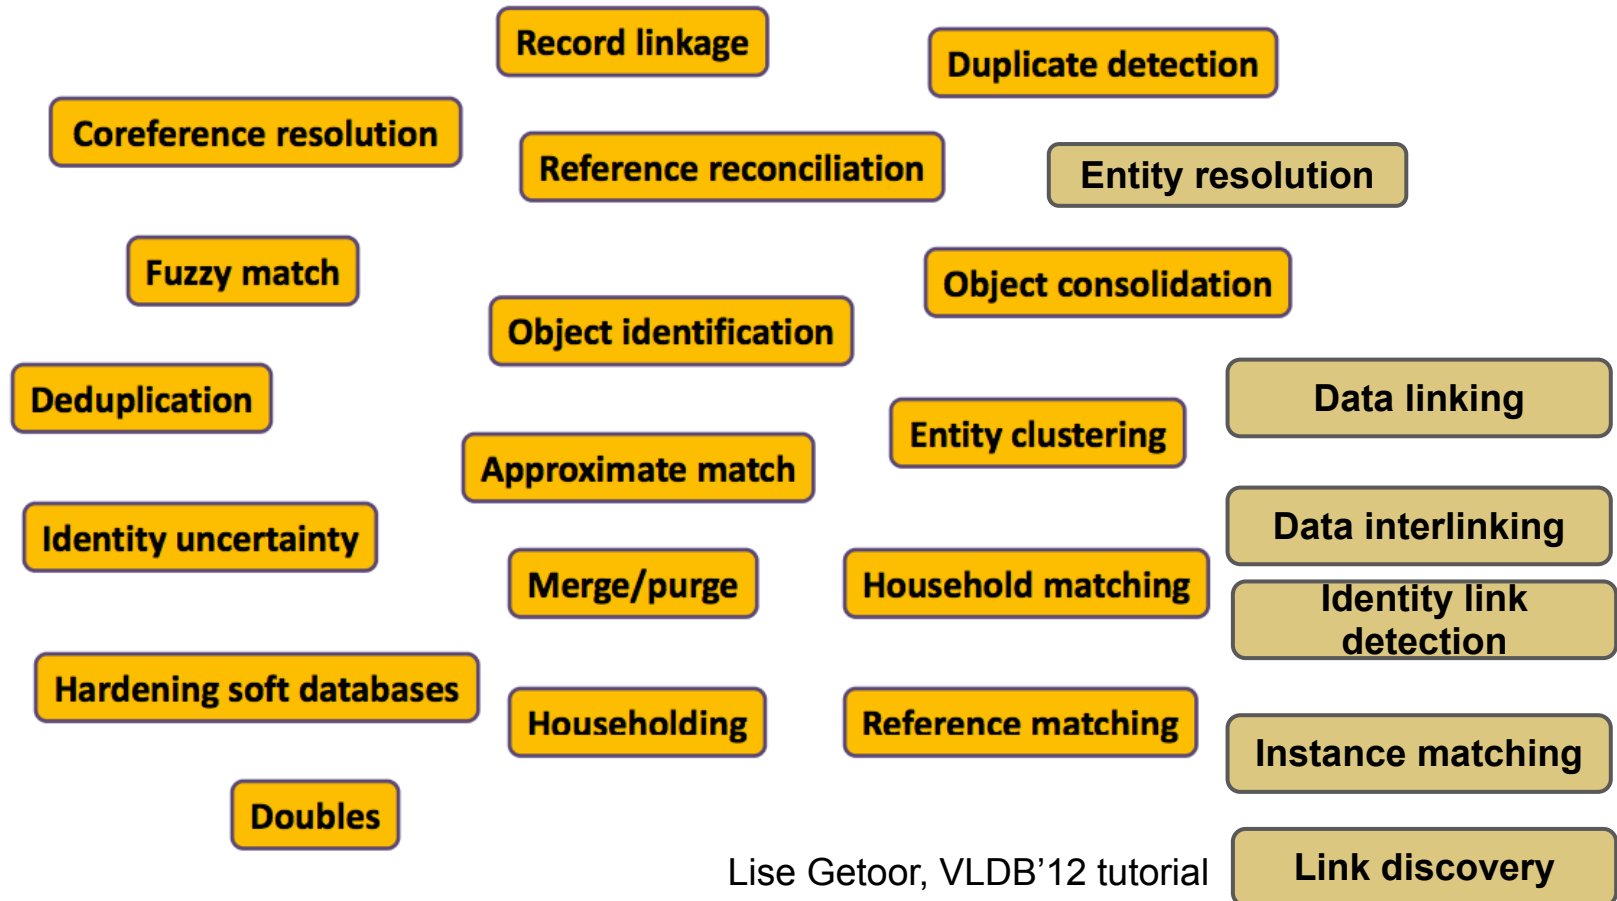 Record linkage
Duplicate detection
Coreference resolution
Reference reconciliation
Entity resolution
Fuzzy match
Object consolidation
Object identification
Deduplication
Data linking
Entity clustering
Approximate match
Identity uncertainty
Data interlinking
Merge/purge
Household matching
Identity link
detection
Hardening soft databases
Householding
Reference matching
Instance matching
Doubles
Lise Getoor, VLDB’12 tutorial
Link discovery